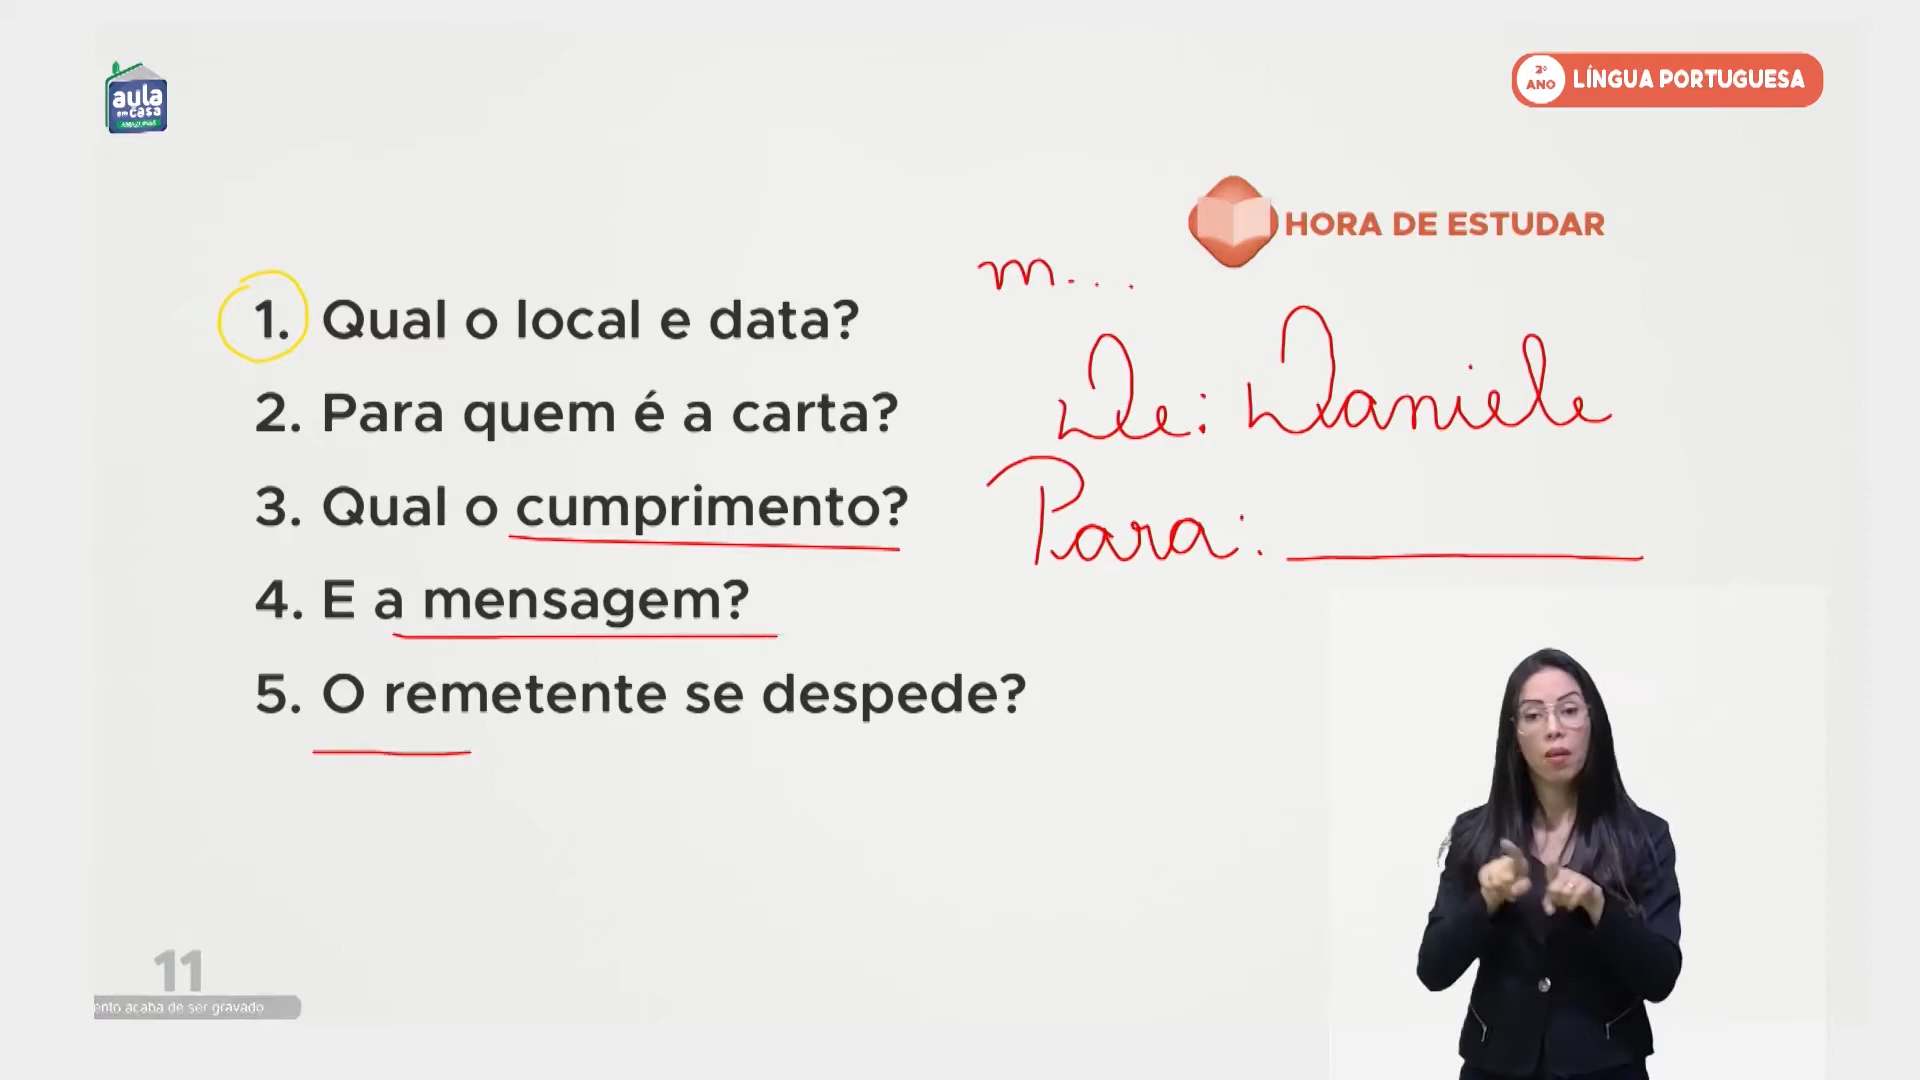 aula
em casa
2º
ANO
LÍNGUA PORTUGUESA
HORA DE ESTUDAR
m...
1. Qual o local e data?
De: Daniele
2. Para quem é a carta?
3. Qual o cumprimento?
Para:
4. E a mensagem?
5. O remetente se despede?
11
ento acaba de ser gravado